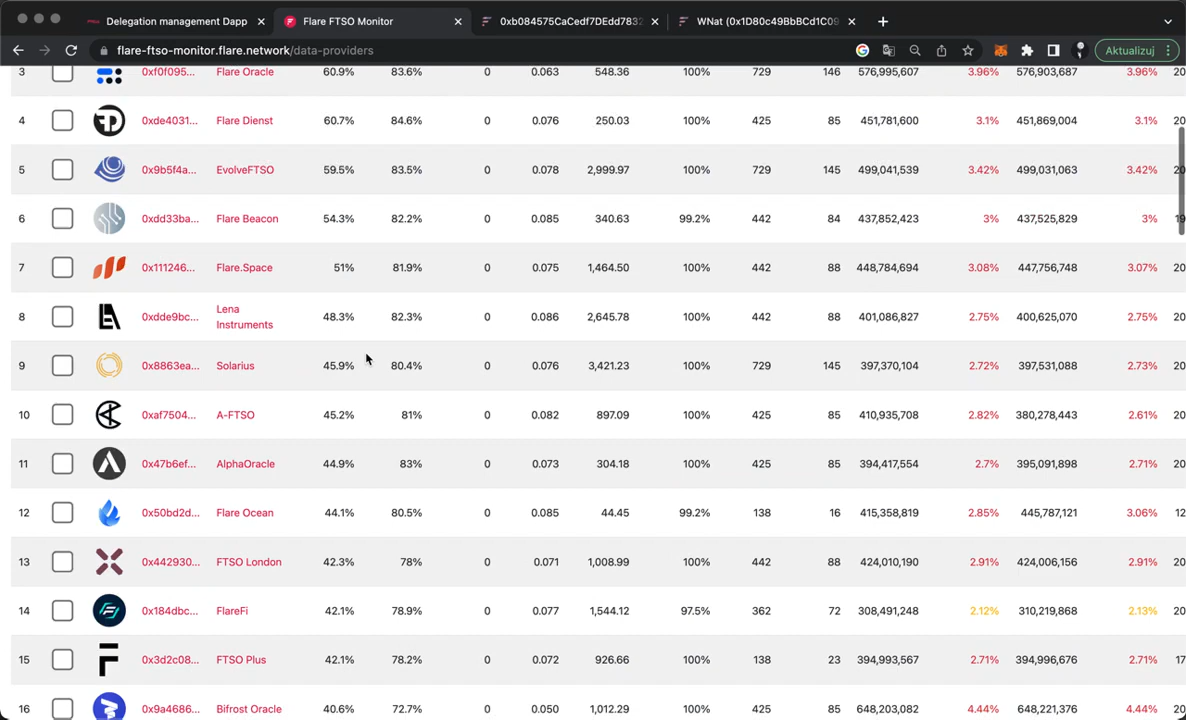 Delegation management Dapp
Flare FTSO Monitor
0xb084575CaCedf7DEdd783
WNat (0x1D80c49BbBCd1C09
flare-ftso-monitor.flare.network/data-providers
Aktualizuj
3 0xf0f095... Flare Oracle 60.9% 83.6% 0 0.063 548.36 100% 729 146 576,995,607 3.96% 576,903,687 3.96% 20
4 0xde4031... Flare Dienst 60.7% 84.6% 0 0.076 250.03 100% 425 85 451,781,600 3.1% 451,869,004 3.1% 20
5 0x9b5f4a... EvolveFTSO 59.5% 83.5% 0 0.078 2,999.97 100% 729 145 499,041,539 3.42% 499,031,063 3.42% 20
6 0xdd33ba... Flare Beacon 54.3% 82.2% 0 0.085 340.63 99.2% 442 84 437,852,423 3% 437,525,829 3% 19
7 0x111246... Flare.Space 51% 81.9% 0 0.075 1,464.50 100% 442 88 448,784,694 3.08% 447,756,748 3.07% 20
8 0xdde9bc... Lena
Instruments 48.3% 82.3% 0 0.086 2,645.78 100% 442 88 401,086,827 2.75% 400,625,070 2.75% 20
9 0x8863ea... Solarius 45.9% 80.4% 0 0.076 3,421.23 100% 729 145 397,370,104 2.72% 397,531,088 2.73% 20
10 0xaf7504... A-FTSO 45.2% 81% 0 0.082 897.09 100% 425 85 410,935,708 2.82% 380,278,443 2.61% 20
11 0x47b6ef... AlphaOracle 44.9% 83% 0 0.073 304.18 100% 425 85 394,417,554 2.7% 395,091,898 2.71% 20
12 0x50bd2d... Flare Ocean 44.1% 80.5% 0 0.085 44.45 99.2% 138 16 415,358,819 2.85% 445,787,121 3.06% 12
13 0x442930... FTSO London 42.3% 78% 0 0.071 1,008.99 100% 442 88 424,010,190 2.91% 424,006,156 2.91% 20
14 0x184dbc... FlareFi 42.1% 78.9% 0 0.077 1,544.12 97.5% 362 72 308,491,248 2.12% 310,219,868 2.13% 20
15 0x3d2c08... FTSO Plus 42.1% 78.2% 0 0.072 926.66 100% 138 23 394,993,567 2.71% 394,996,676 2.71% 17
16 0x9a4686... Bifrost Oracle 40.6% 72.7% 0 0.050 1,012.29 100% 425 85 648,203,082 4.44% 648,221,376 4.44% 20